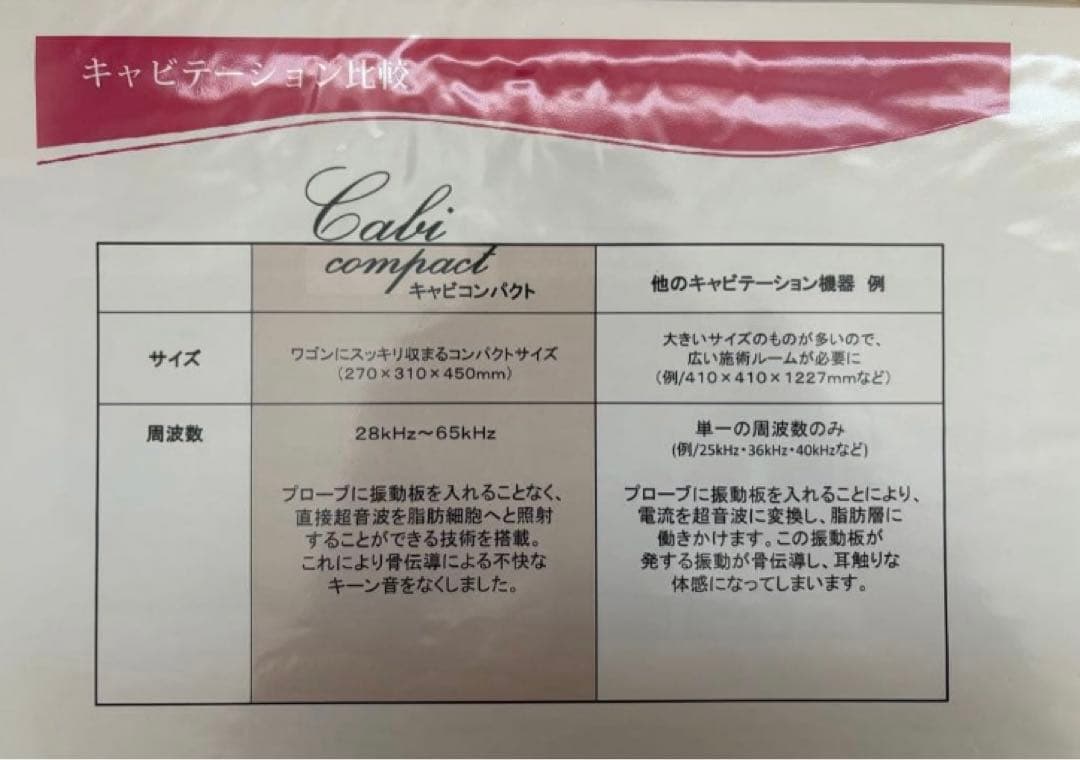 キャビテーション比較
Cabi
compact
キャビコンパクト
他のキャビテーション機器 例
サイズ
ワゴンにスッキリ収まるコンパクトサイズ
(270×310×450mm)
大きいサイズのものが多いので、
広い施術ルームが必要に
(例/410×410×1227mmなど)
周波数
28kHz~65kHz
プローブに振動板を入れることなく、
直接超音波を脂肪細胞へと照射
することができる技術を搭載。
これにより骨伝導による不快な
キーン音をなくしました。
単一の周波数のみ
(例/25kHz・36kHz・40kHzなど)
プローブに振動板を入れることにより、
電流を超音波に変換し、脂肪層に
働きかけます。この振動板が
発する振動が骨伝導し、耳触りな
体感になってしまいます。